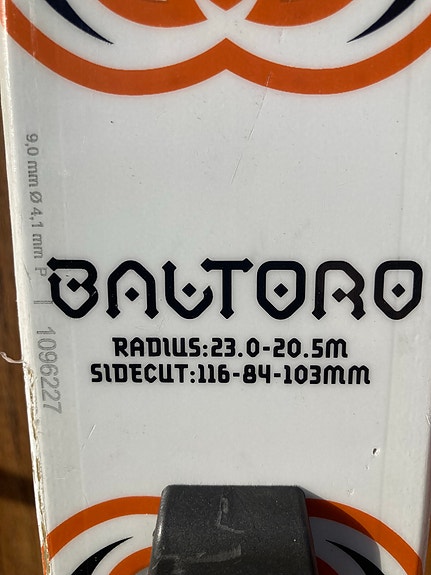 9,0 mm Ø 4,1 mm P
1096227
BALTORO
RADIUS:23.0-20.5M
SIDECUT:116-84-103MM